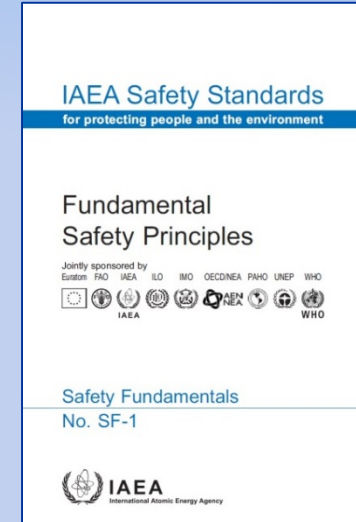 IAEA Safety Standards
for protecting people and the environment
Fundamental
Safety Principles
Jointly sponsored by
Euratom FAO IAEA ILO IMO OECD/NEA PAHO UNEP WHO
IAEA
AEN
NEA
WHO
Safety Fundamentals
No. SF-1
IAEA
International Atomic Energy Agency